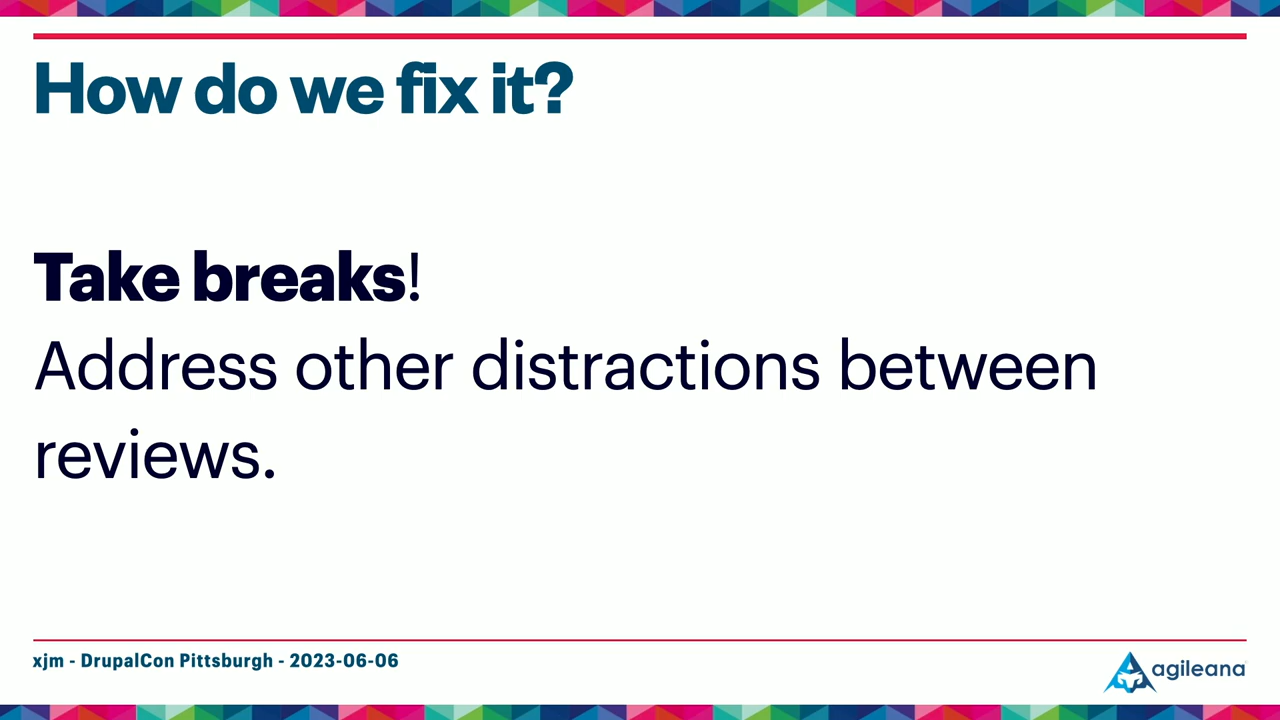 How do we fix it?
Take breaks!
Address other distractions between
reviews.
xjm - DrupalCon Pittsburgh - 2023-06-06
agileana